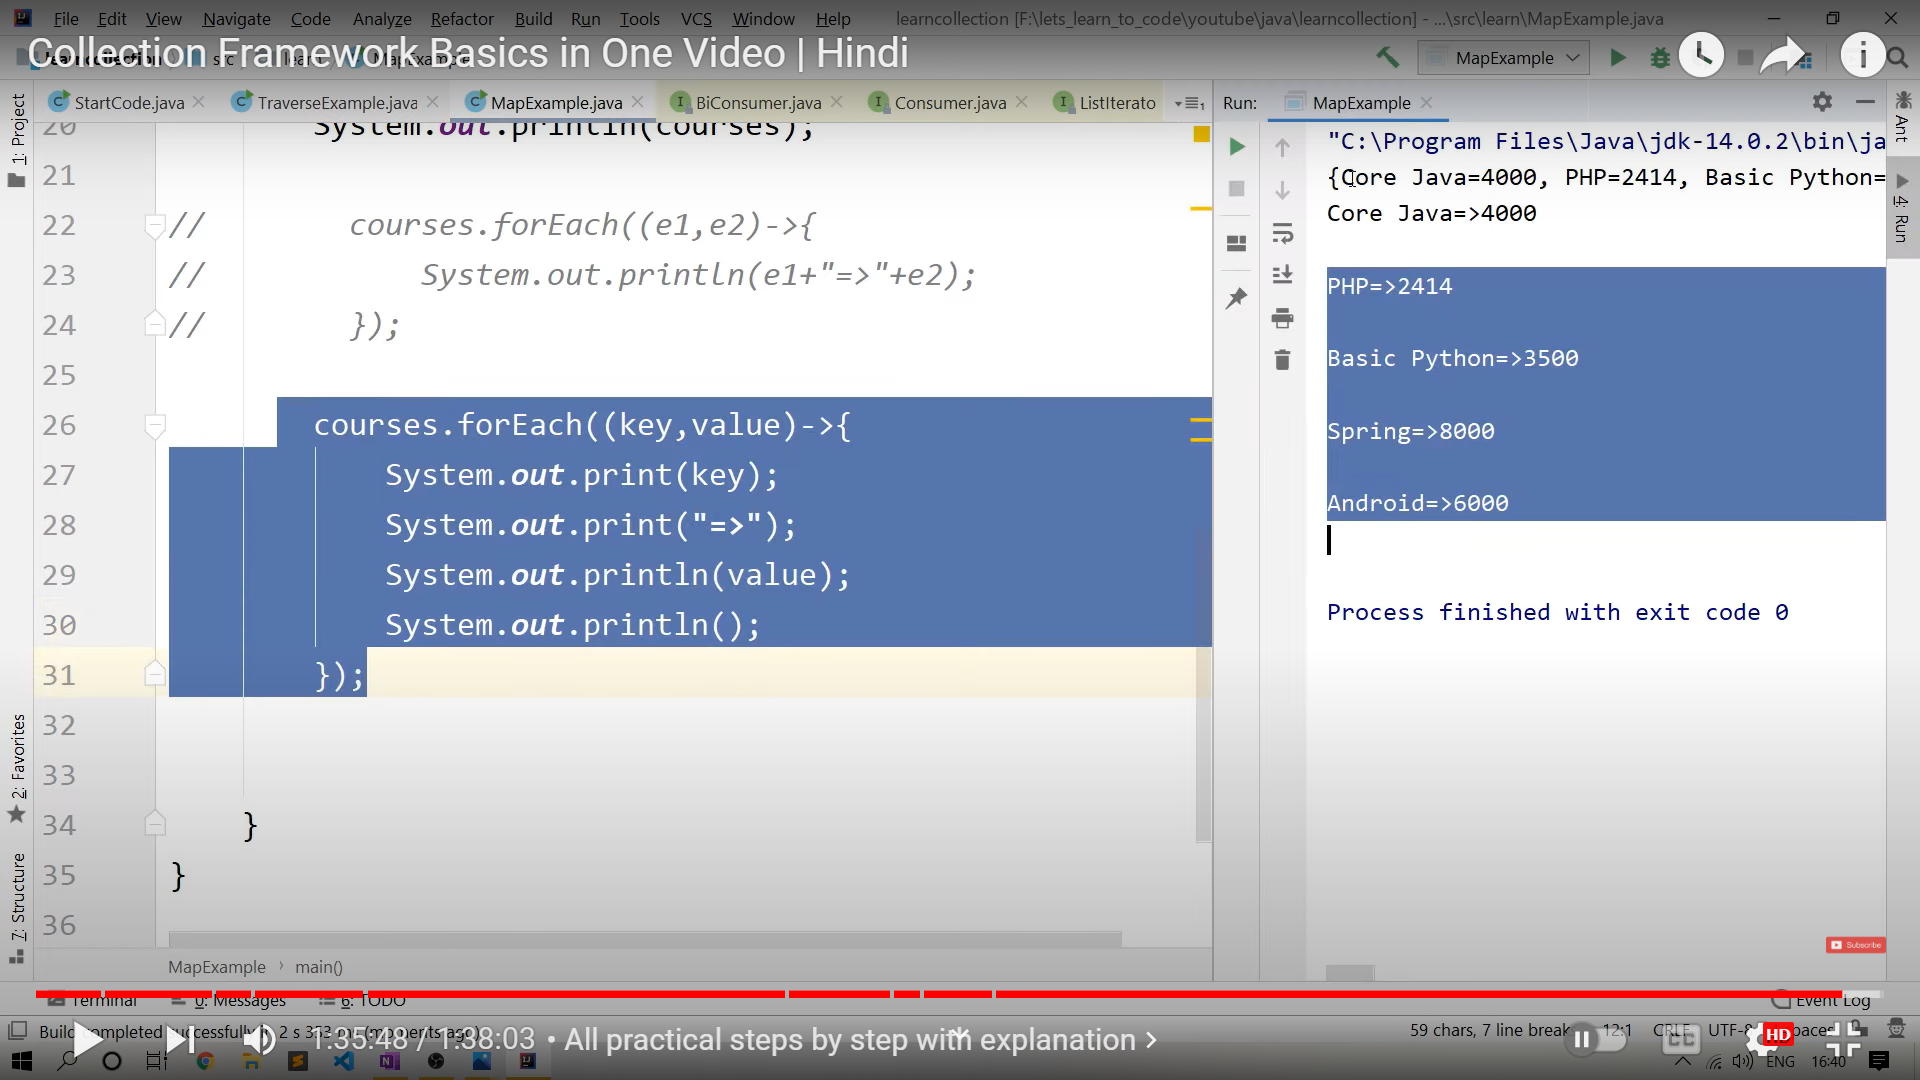 File Edit View Navigate Code Analyze Refactor Build Run Tools VCS Window Help learncollection [F:\lets_learn_to_code\youtube\java\learncollection] - ...\src\learn\MapExample.java
Collection Framework Basics in One Video | Hindi
MapExample
StartCode.java TraverseExample.java MapExample.java BiConsumer.java Consumer.java ListIterato
Run: MapExample
1: Project
Ant
4: Run
2: Favorites
7: Structure
20 System.out.println(courses);
21
22 // courses.forEach((e1,e2)->{
23 // System.out.println(e1+"=>"+e2);
24 // });
25
26 courses.forEach((key,value)->{
27 System.out.print(key);
28 System.out.print("=>");
29 System.out.println(value);
30 System.out.println();
31 });
32
33
34 }
35 }
36
MapExample › main()
"C:\Program Files\Java\jdk-14.0.2\bin\ja
{Core Java=4000, PHP=2414, Basic Python=
Core Java=>4000
PHP=>2414
Basic Python=>3500
Spring=>8000
Android=>6000
Process finished with exit code 0
Subscribe
Terminal 0: Messages 6: TODO Event Log
Build completed successfully in 2 s 353 ms (moments ago) 59 chars, 7 line break 12:1 CRLF UTF-8 spaces
1:35:48 / 1:38:03 • All practical steps by step with explanation ›
CC HD
ENG 16:40